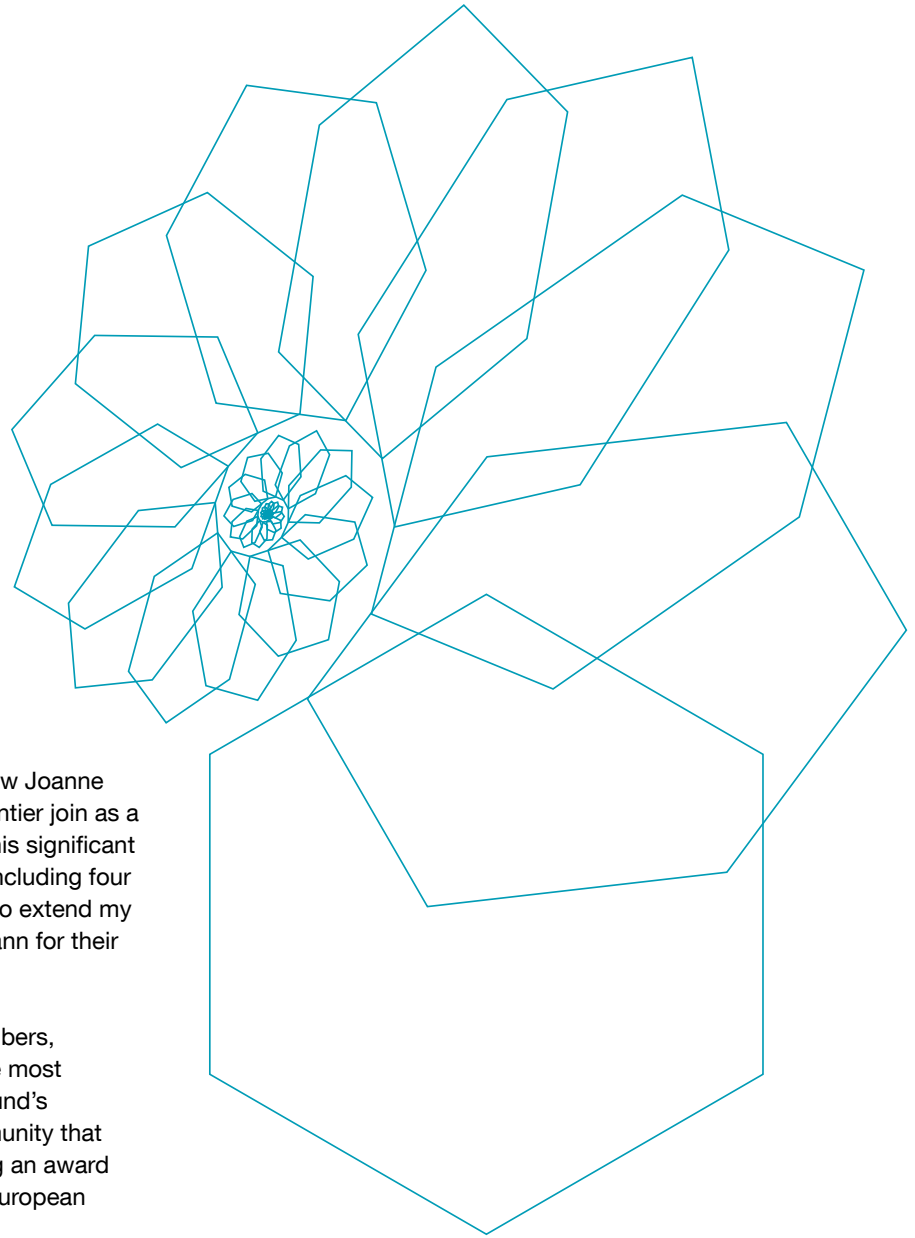 w Joanne
ntier join as a
his significant
ncluding four
o extend my
ann for their
bers,
e most
und's
unity that
g an award
uropean